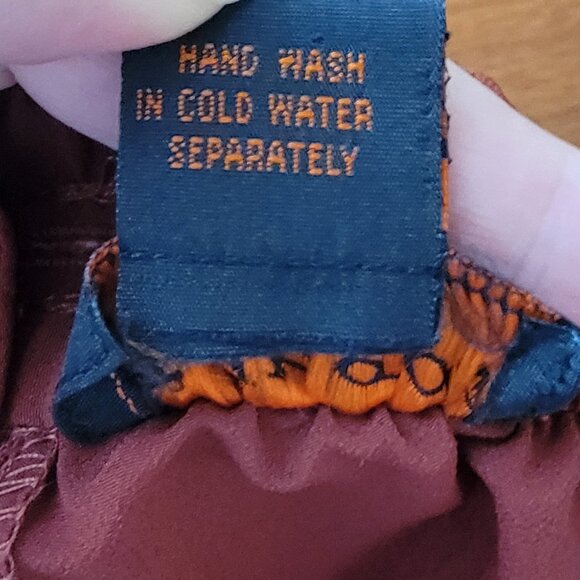 HAND WASH
IN COLD WATER
SEPARATELY